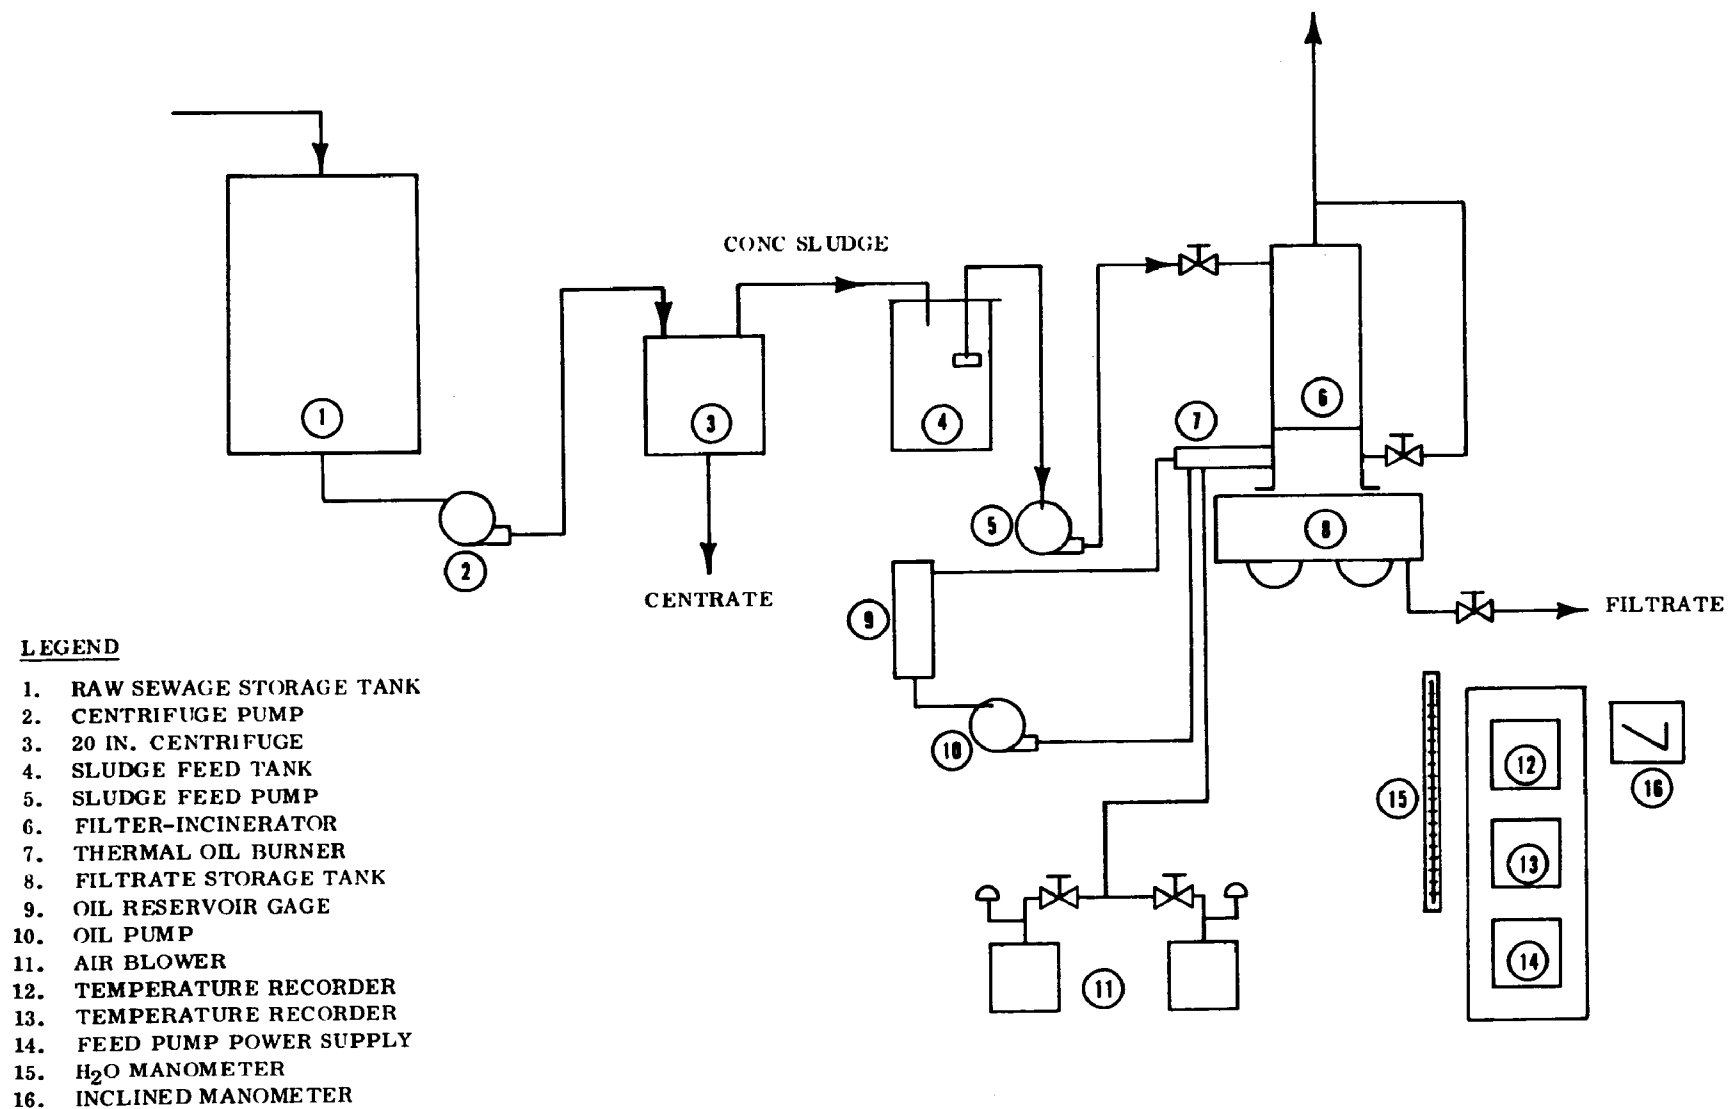 CONC SLUDGE
1
2
3
4
5
6
7
8
9
10
11
12
13
14
15
16
CENTRATE
FILTRATE
LEGEND
1. RAW SEWAGE STORAGE TANK
2. CENTRIFUGE PUMP
3. 20 IN. CENTRIFUGE
4. SLUDGE FEED TANK
5. SLUDGE FEED PUMP
6. FILTER-INCINERATOR
7. THERMAL OIL BURNER
8. FILTRATE STORAGE TANK
9. OIL RESERVOIR GAGE
10. OIL PUMP
11. AIR BLOWER
12. TEMPERATURE RECORDER
13. TEMPERATURE RECORDER
14. FEED PUMP POWER SUPPLY
15. H₂O MANOMETER
16. INCLINED MANOMETER